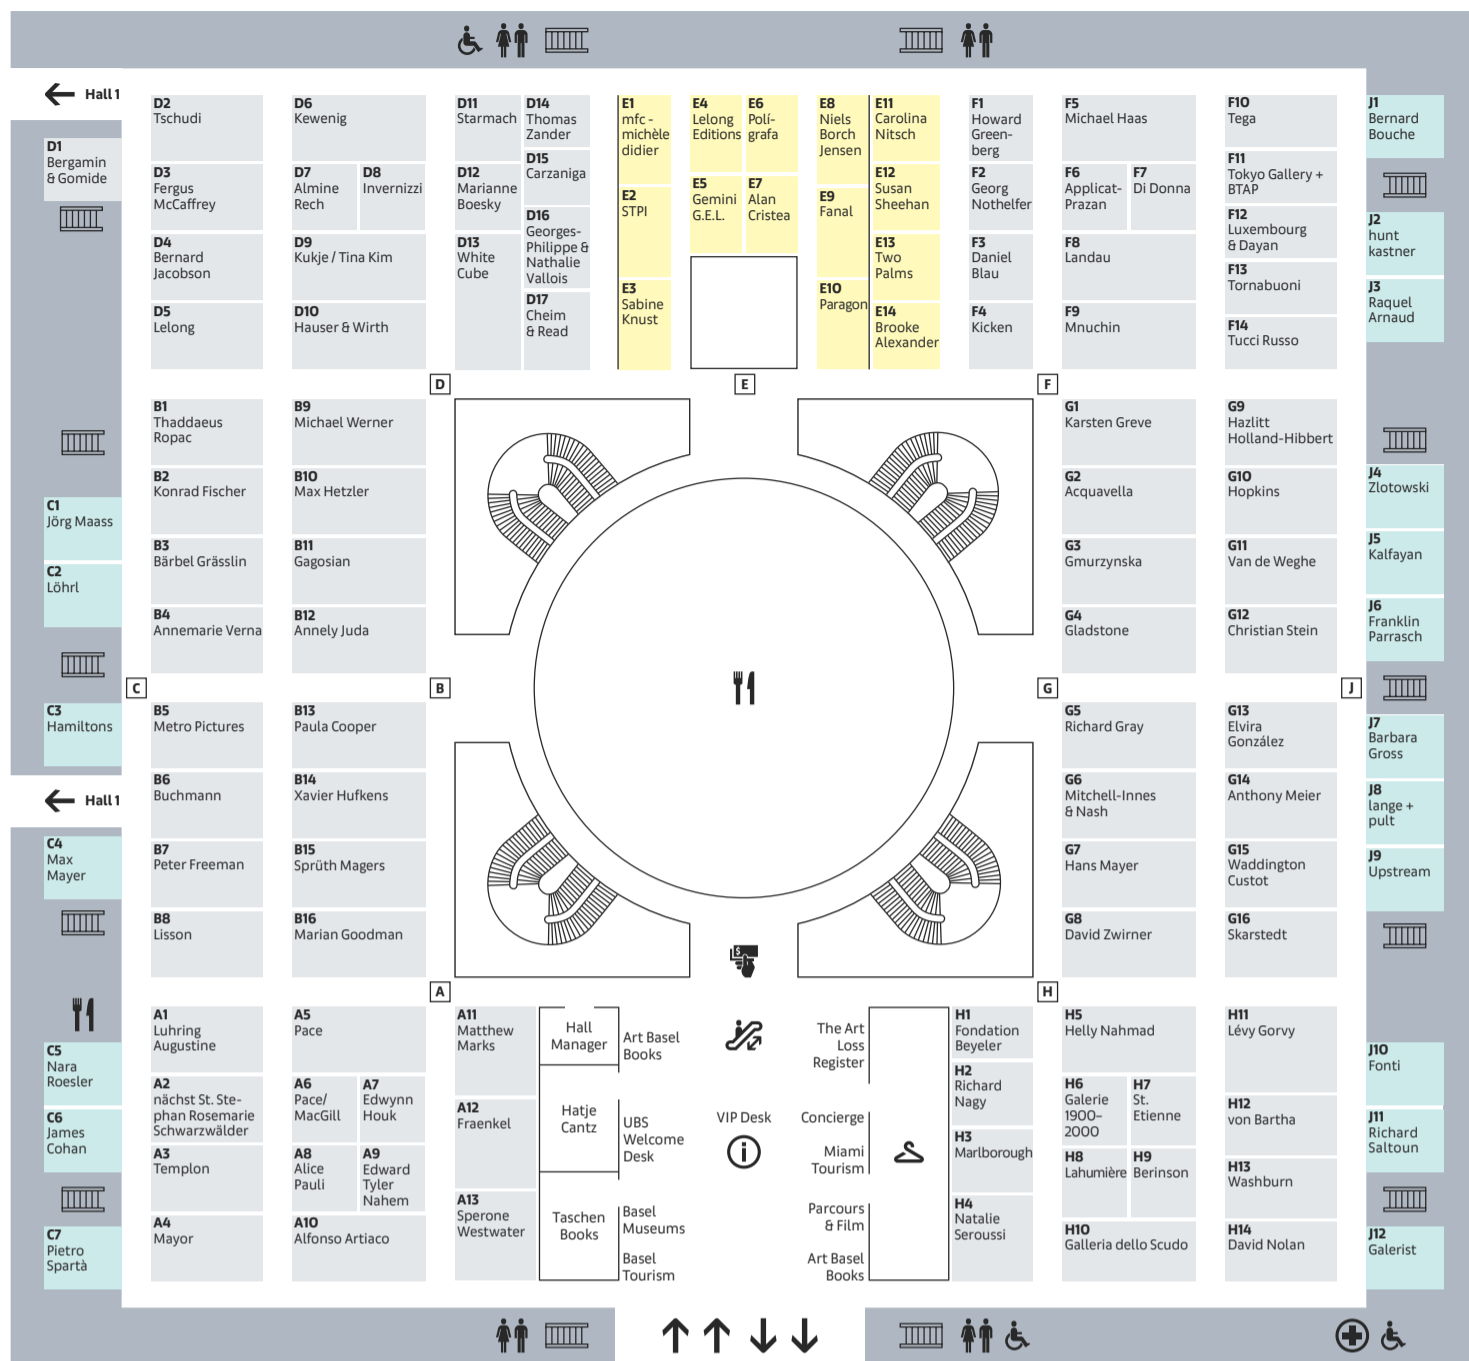 Hall 1
D1
Bergamin
& Gomide
D2
Tschudi
D3
Fergus
McCaffrey
D4
Bernard
Jacobson
D5
Lelong
D6
Kewenig
D7
Almine
Rech
D8
Invernizzi
D9
Kukje / Tina Kim
D10
Hauser & Wirth
D11
Starmach
D12
Marianne
Boesky
D13
White
Cube
D14
Thomas
Zander
D15
Carzaniga
D16
Georges-
Philippe &
Nathalie
Vallois
D17
Cheim
& Read
E1
mfc -
michèle
didier
E2
STPI
E3
Sabine
Knust
E4
Lelong
Editions
E5
Gemini
G.E.L.
E6
Polí-
grafa
E7
Alan
Cristea
E8
Niels
Borch
Jensen
E9
Fanal
E10
Paragon
E11
Carolina
Nitsch
E12
Susan
Sheehan
E13
Two
Palms
E14
Brooke
Alexander
F1
Howard
Green-
berg
F2
Georg
Nothelfer
F3
Daniel
Blau
F4
Kicken
F5
Michael Haas
F6
Applicat-
Prazan
F7
Di Donna
F8
Landau
F9
Mnuchin
F10
Tega
F11
Tokyo Gallery +
BTAP
F12
Luxembourg
& Dayan
F13
Tornabuoni
F14
Tucci Russo
J1
Bernard
Bouche
J2
hunt
kastner
J3
Raquel
Arnaud
D
E
F
B1
Thaddaeus
Ropac
B2
Konrad Fischer
B3
Bärbel Grässlin
B4
Annemarie Verna
B9
Michael Werner
B10
Max Hetzler
B11
Gagosian
B12
Annely Juda
C1
Jörg Maass
C2
Löhrl
C3
Hamiltons
G1
Karsten Greve
G2
Acquavella
G3
Gmurzynska
G4
Gladstone
G9
Hazlitt
Holland-Hibbert
G10
Hopkins
G11
Van de Weghe
G12
Christian Stein
J4
Zlotowski
J5
Kalfayan
J6
Franklin
Parrasch
C
B
G
J
B5
Metro Pictures
B6
Buchmann
B7
Peter Freeman
B8
Lisson
B13
Paula Cooper
B14
Xavier Hufkens
B15
Sprüth Magers
B16
Marian Goodman
Hall 1
C4
Max
Mayer
G5
Richard Gray
G6
Mitchell-Innes
& Nash
G7
Hans Mayer
G8
David Zwirner
G13
Elvira
González
G14
Anthony Meier
G15
Waddington
Custot
G16
Skarstedt
J7
Barbara
Gross
J8
lange +
pult
J9
Upstream
$
A
H
C5
Nara
Roesler
C6
James
Cohan
C7
Pietro
Spartà
A1
Luhring
Augustine
A2
nächst St. Ste-
phan Rosemarie
Schwarzwälder
A3
Templon
A4
Mayor
A5
Pace
A6
Pace/
MacGill
A7
Edwynn
Houk
A8
Alice
Pauli
A9
Edward
Tyler
Nahem
A10
Alfonso Artiaco
A11
Matthew
Marks
A12
Fraenkel
A13
Sperone
Westwater
Hall
Manager
Hatje
Cantz
Taschen
Books
Art Basel
Books
UBS
Welcome
Desk
Basel
Museums
Basel
Tourism
VIP Desk
i
The Art
Loss
Register
Concierge
Miami
Tourism
Parcours
& Film
Art Basel
Books
H1
Fondation
Beyeler
H2
Richard
Nagy
H3
Marlborough
H4
Natalie
Seroussi
H5
Helly Nahmad
H6
Galerie
1900–
2000
H7
St.
Etienne
H8
Lahumière
H9
Berinson
H10
Galleria dello Scudo
H11
Lévy Gorvy
H12
von Bartha
H13
Washburn
H14
David Nolan
J10
Fonti
J11
Richard
Saltoun
J12
Galerist